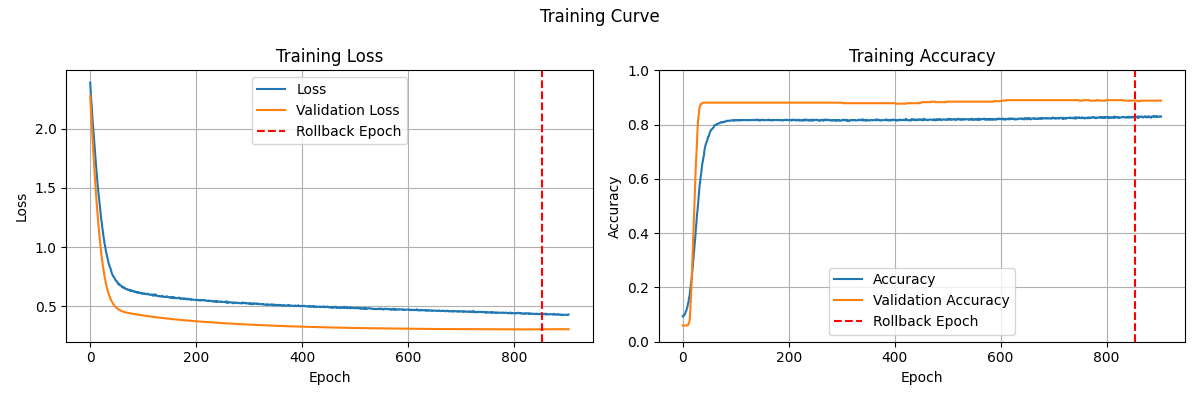 Training Curve
Training Loss
Loss
Validation Loss
Rollback Epoch
2.0
1.5
1.0
0.5
Loss
0 200 400 600 800
Epoch
Training Accuracy
1.0
0.8
0.6
0.4
0.2
0.0
Accuracy
Accuracy
Validation Accuracy
Rollback Epoch
0 200 400 600 800
Epoch